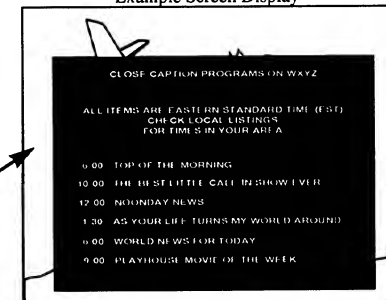 Example Screen Display
CLOSE CAPTION PROGRAMS ON WXYZ
ALL ITEMS ARE EASTERN STANDARD TIME (EST)
CHECK LOCAL LISTINGS
FOR TIMES IN YOUR AREA
6 00 TOP OF THE MORNING
10 00 THE BEST LITTLE CALL IN SHOW EVER
12 00 NOONDAY NEWS
1 30 AS YOUR LIFE TURNS MY WORLD AROUND
6 00 WORLD NEWS FOR TODAY
9 00 PLAYHOUSE MOVIE OF THE WEEK